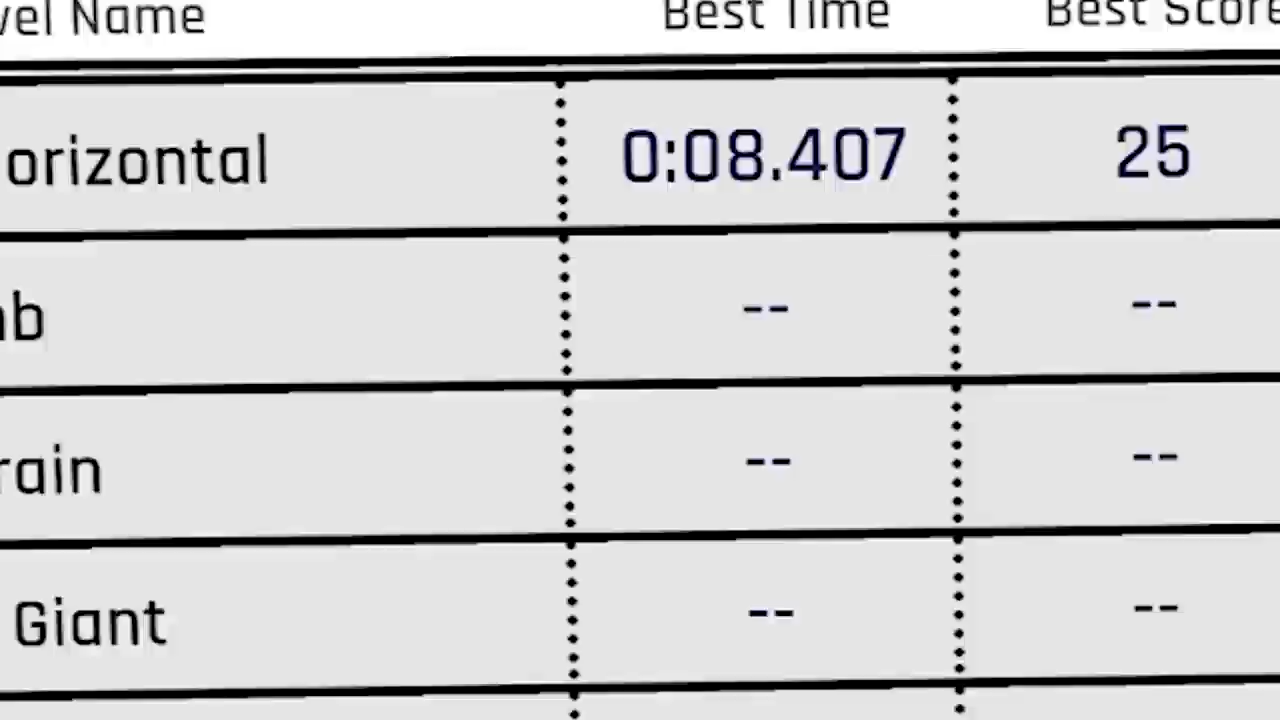 vel Name Best Time Best Score
orizontal 0:08.407 25
nb -- --
rain -- --
Giant -- --